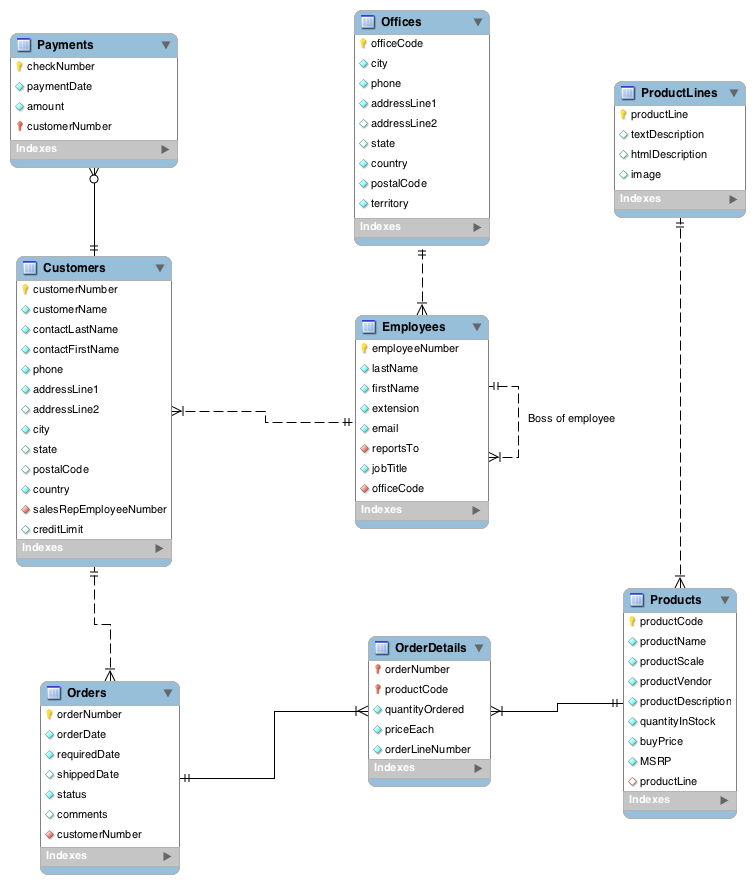 Payments
checkNumber
paymentDate
amount
customerNumber
Indexes
Offices
officeCode
city
phone
addressLine1
addressLine2
state
country
postalCode
territory
Indexes
ProductLines
productLine
textDescription
htmlDescription
image
Indexes
Customers
customerNumber
customerName
contactLastName
contactFirstName
phone
addressLine1
addressLine2
city
state
postalCode
country
salesRepEmployeeNumber
creditLimit
Indexes
Employees
employeeNumber
lastName
firstName
extension
email
reportsTo
jobTitle
officeCode
Indexes
Boss of employee
Orders
orderNumber
orderDate
requiredDate
shippedDate
status
comments
customerNumber
Indexes
OrderDetails
orderNumber
productCode
quantityOrdered
priceEach
orderLineNumber
Indexes
Products
productCode
productName
productScale
productVendor
productDescription
quantityInStock
buyPrice
MSRP
productLine
Indexes